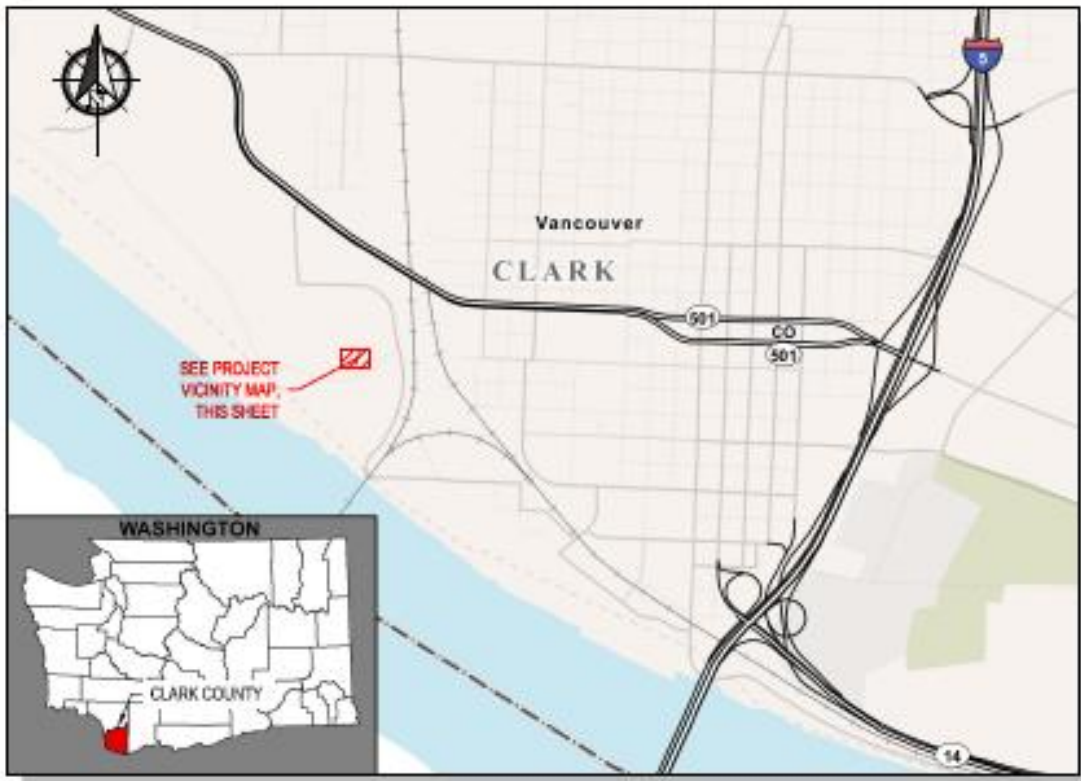 N
5
Vancouver
CLARK
501
CO
501
SEE PROJECT
VICINITY MAP,
THIS SHEET
WASHINGTON
CLARK COUNTY
14